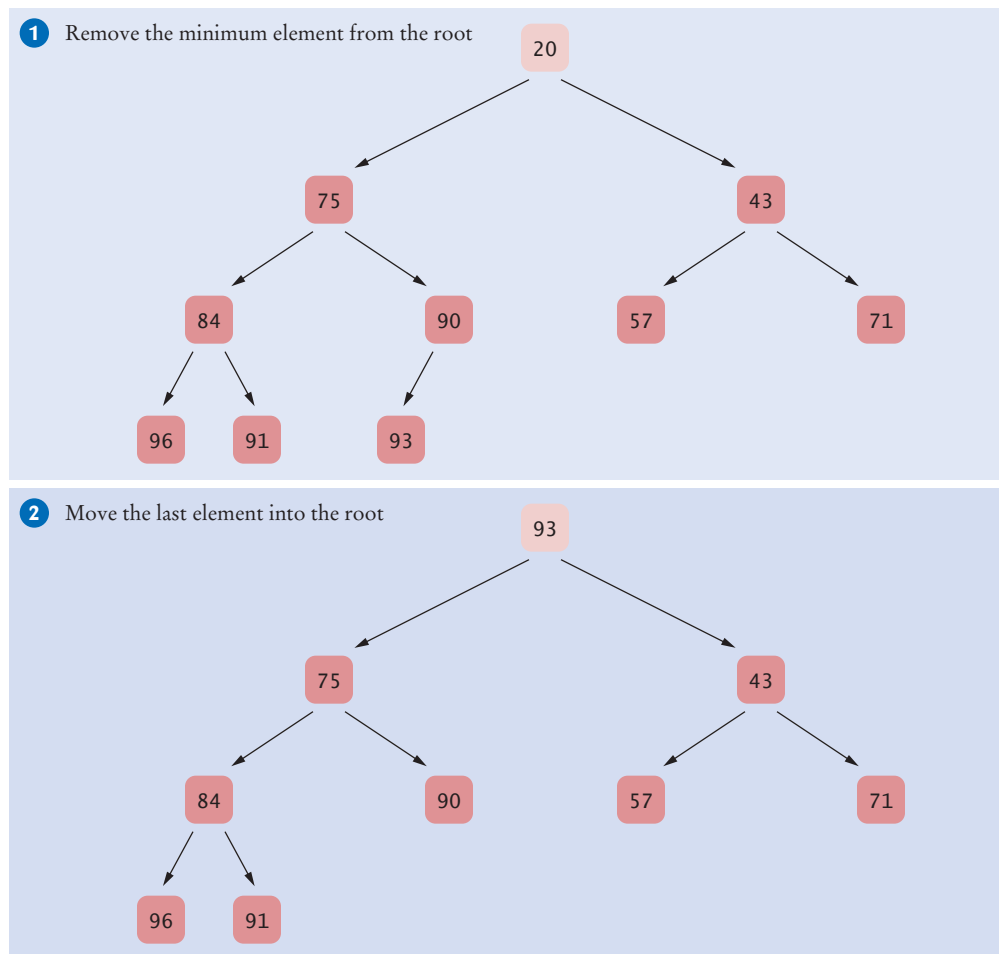 1 Remove the minimum element from the root
20
75 43
84 90 57 71
96 91 93
2 Move the last element into the root
93
75 43
84 90 57 71
96 91